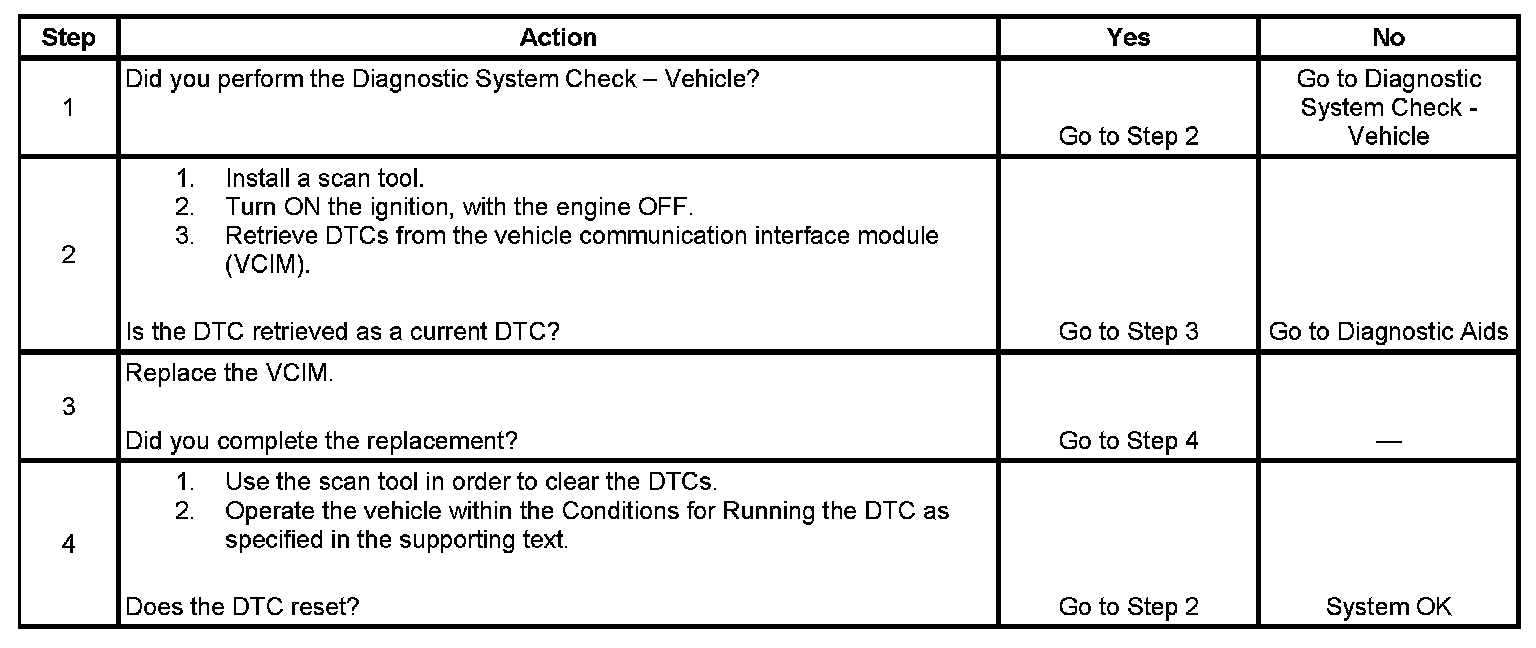 Step Action Yes No
1
Did you perform the Diagnostic System Check – Vehicle?
Go to Step 2
Go to Diagnostic
System Check -
Vehicle
2
1. Install a scan tool.
2. Turn ON the ignition, with the engine OFF.
3. Retrieve DTCs from the vehicle communication interface module
(VCIM).
Is the DTC retrieved as a current DTC?
Go to Step 3
Go to Diagnostic Aids
3
Replace the VCIM.
Did you complete the replacement?
Go to Step 4
—
4
1. Use the scan tool in order to clear the DTCs.
2. Operate the vehicle within the Conditions for Running the DTC as
specified in the supporting text.
Does the DTC reset?
Go to Step 2
System OK